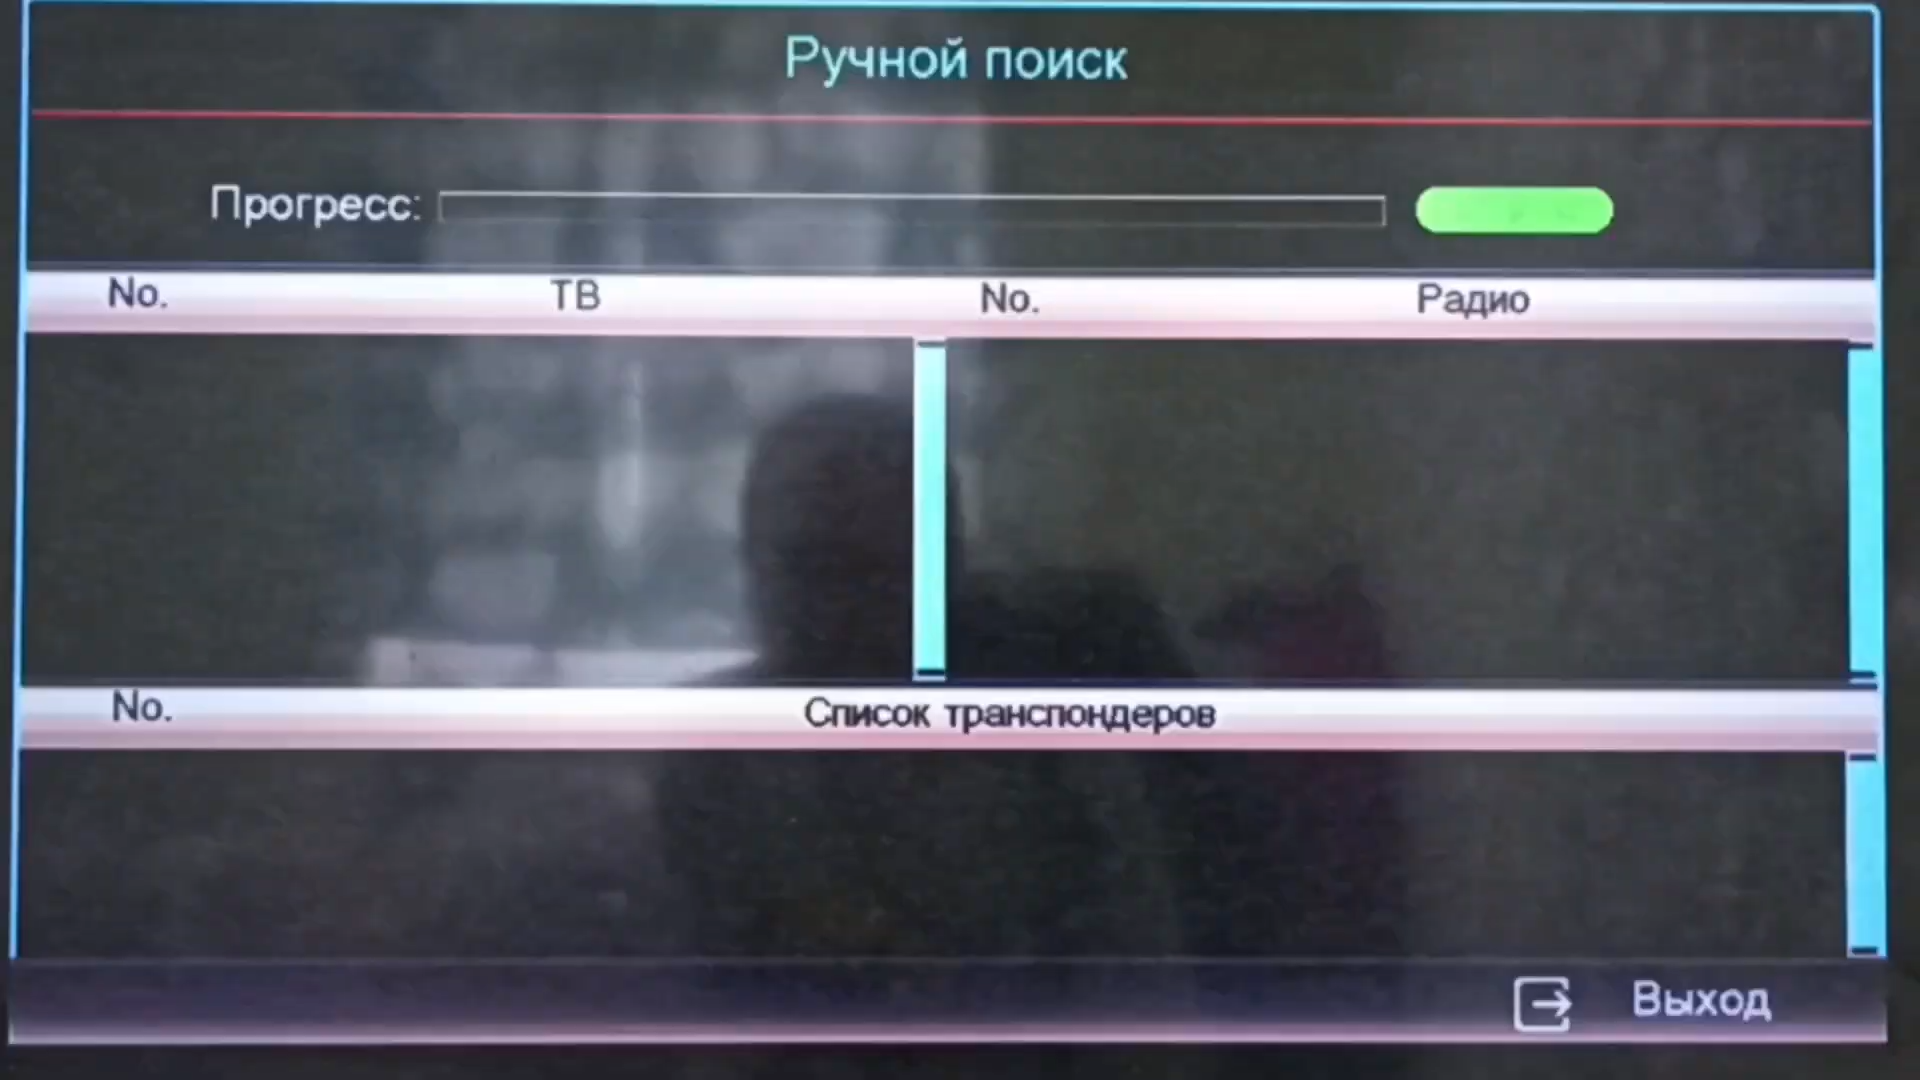 Ручной поиск
Прогресс:
No. ТВ No. Радио
No. Список транспондеров
Выход